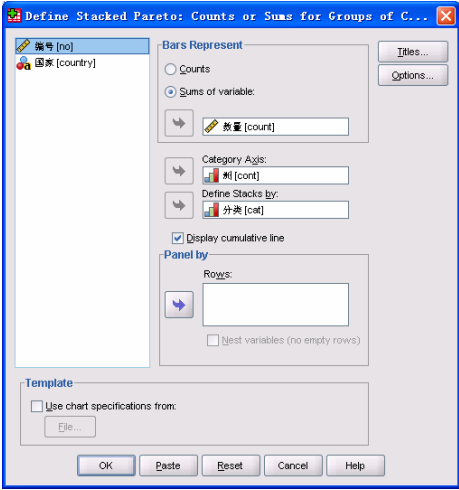 Define Stacked Pareto: Counts or Sums for Groups of C...
编号 [no]
国家 [country]
Bars Represent
Counts
Sums of variable:
数量 [count]
Category Axis:
洲 [cont]
Define Stacks by:
分类 [cat]
Display cumulative line
Panel by
Rows:
Nest variables (no empty rows)
Titles...
Options...
Template
Use chart specifications from:
File...
OK
Paste
Reset
Cancel
Help